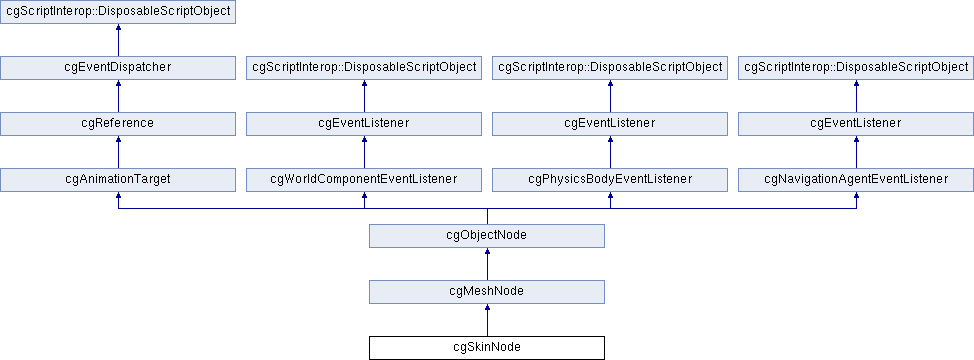 cgScriptInterop::DisposableScriptObject
cgEventDispatcher
cgScriptInterop::DisposableScriptObject
cgScriptInterop::DisposableScriptObject
cgScriptInterop::DisposableScriptObject
cgReference
cgEventListener
cgEventListener
cgEventListener
cgAnimationTarget
cgWorldComponentEventListener
cgPhysicsBodyEventListener
cgNavigationAgentEventListener
cgObjectNode
cgMeshNode
cgSkinNode